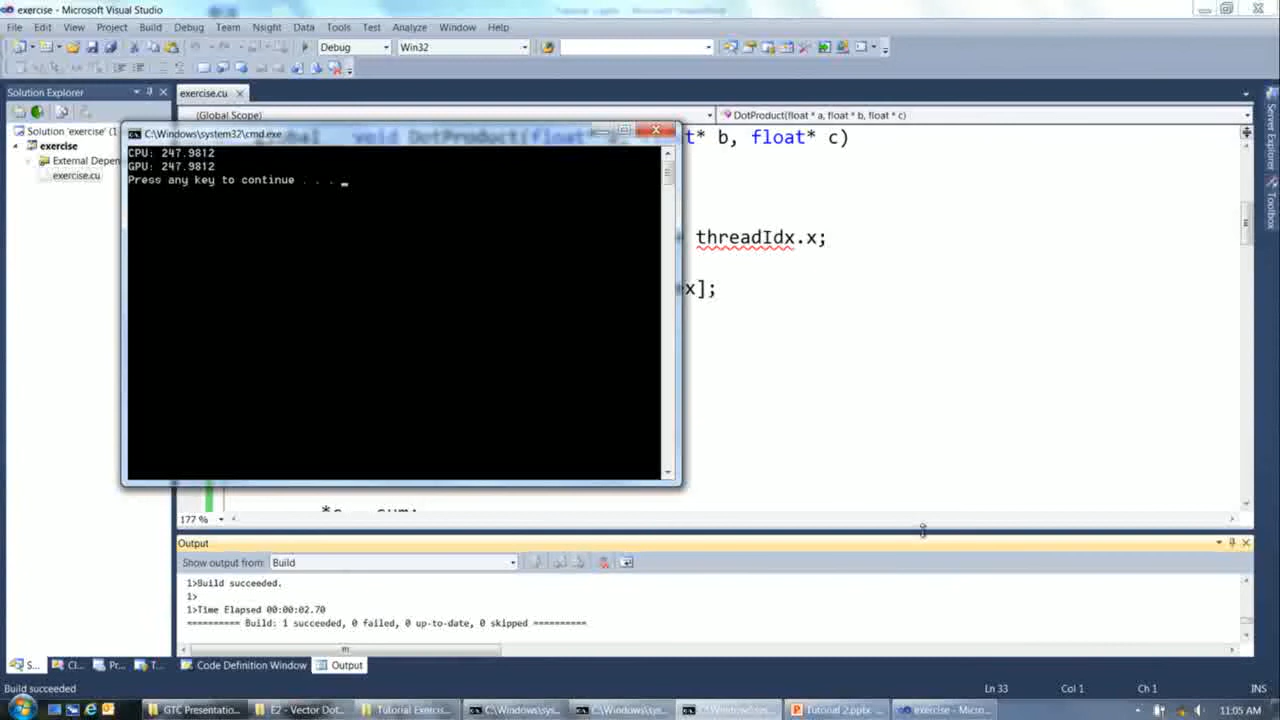 exercise - Microsoft Visual Studio
File Edit View Project Build Debug Team Nsight Data Tools Test Analyze Window Help
Debug Win32
Solution Explorer
exercise.cu
(Global Scope)
DotProduct(float * a, float * b, float * c)
Solution 'exercise' (1
exercise
External Depen
exercise.cu
C:\Windows\system32\cmd.exe
void DotProduct(float* b, float* c)
CPU: 247.9812
GPU: 247.9812
Press any key to continue . . .
threadIdx.x;
x];
sum;
177 %
Output
Show output from: Build
1>Build succeeded.
1>
1>Time Elapsed 00:00:02.70
========== Build: 1 succeeded, 0 failed, 0 up-to-date, 0 skipped ==========
S... Cl... Pr... T... Code Definition Window Output
Build succeeded
Ln 33 Col 1 Ch 1 INS
GTC Presentatio... E2 - Vector Dot... Tutorial Exercis... C:\Windows\sys... C:\Windows\sys... C:\Windows\sys... Tutorial 2.pptx ... exercise - Micro... 11:05 AM
Server Explorer
Toolbox